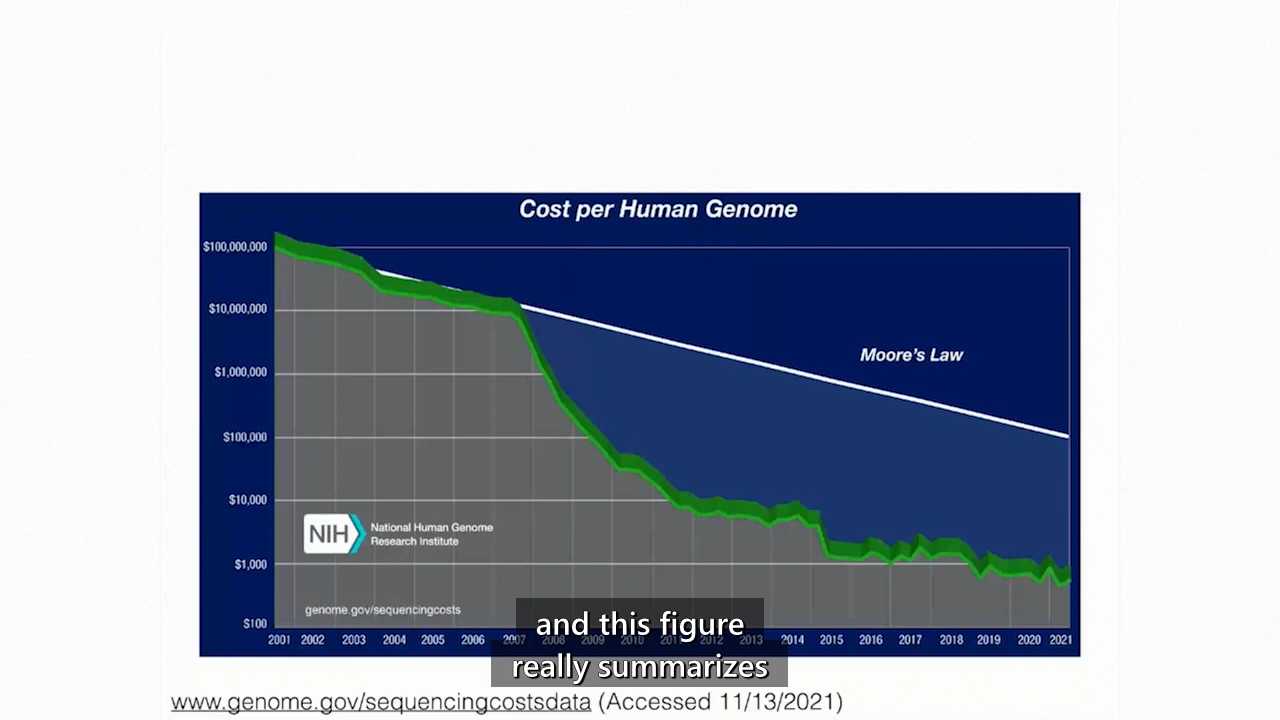 Cost per Human Genome
$100,000,000
$10,000,000
$1,000,000
$100,000
$10,000
$1,000
$100
Moore's Law
NIH
National Human Genome
Research Institute
genome.gov/sequencingcosts
2001 2002 2003 2004 2005 2006 2007 2008 2009 2010 2011 2012 2013 2014 2015 2016 2017 2018 2019 2020 2021
and this figure
really summarizes
www.genome.gov/sequencingcostsdata (Accessed 11/13/2021)